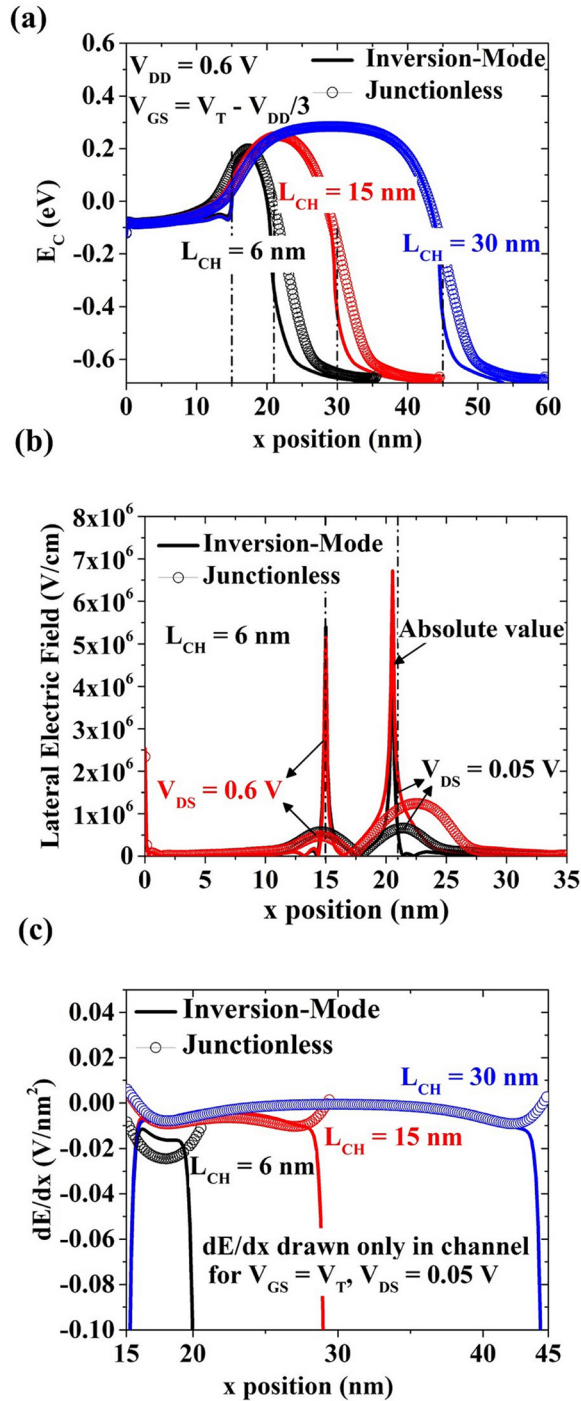 (a)
0.6
0.4
0.2
0.0
-0.2
-0.4
-0.6
E_C (eV)
V_DD = 0.6 V
V_GS = V_T - V_DD/3
Inversion-Mode
Junctionless
L_CH = 15 nm
L_CH = 6 nm
L_CH = 30 nm
0 10 20 30 40 50 60
x position (nm)
(b)
8x10^6
7x10^6
6x10^6
5x10^6
4x10^6
3x10^6
2x10^6
1x10^6
0
Lateral Electric Field (V/cm)
Inversion-Mode
Junctionless
L_CH = 6 nm
Absolute value
V_DS = 0.6 V
V_DS = 0.05 V
0 5 10 15 20 25 30 35
x position (nm)
(c)
0.04
0.02
0.00
-0.02
-0.04
-0.06
-0.08
-0.10
dE/dx (V/nm^2)
Inversion-Mode
Junctionless
L_CH = 30 nm
L_CH = 15 nm
L_CH = 6 nm
dE/dx drawn only in channel
for V_GS = V_T, V_DS = 0.05 V
15 20 30 40 45
x position (nm)